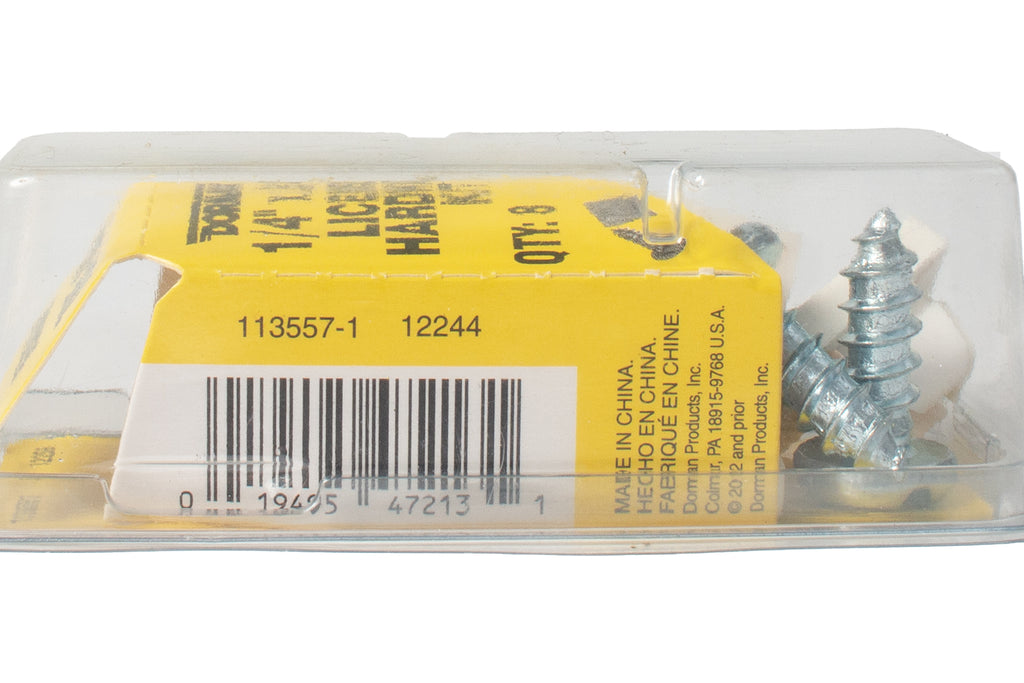 1/4" x
QTY: 8
113557-1 12244
0 19495 47213 1
MADE IN CHINA.
HECHO EN CHINA.
FABRIQUÉ EN CHINE.
Dorman Products, Inc.
Colmar, PA 18915-9768 U.S.A.
© 2012 and prior
Dorman Products, Inc.